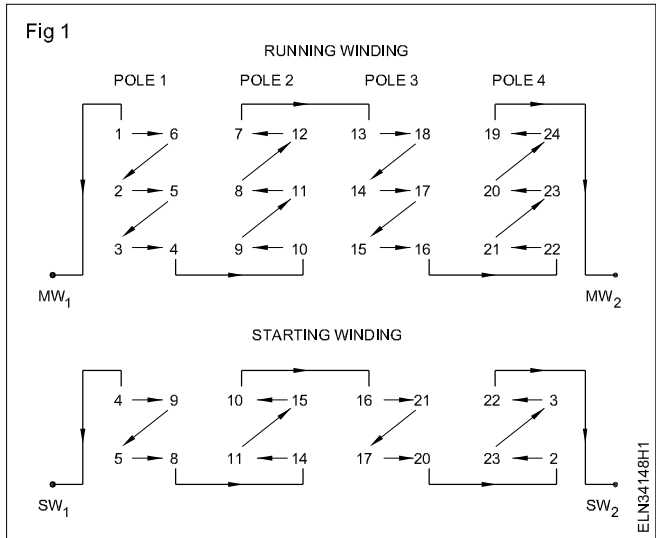 Fig 1
RUNNING WINDING
POLE 1 POLE 2 POLE 3 POLE 4
1 6 7 12 13 18 19 24
2 5 8 11 14 17 20 23
3 4 9 10 15 16 21 22
MW1 MW2
STARTING WINDING
4 9 10 15 16 21 22 3
5 8 11 14 17 20 23 2
SW1 SW2
ELN34148H1